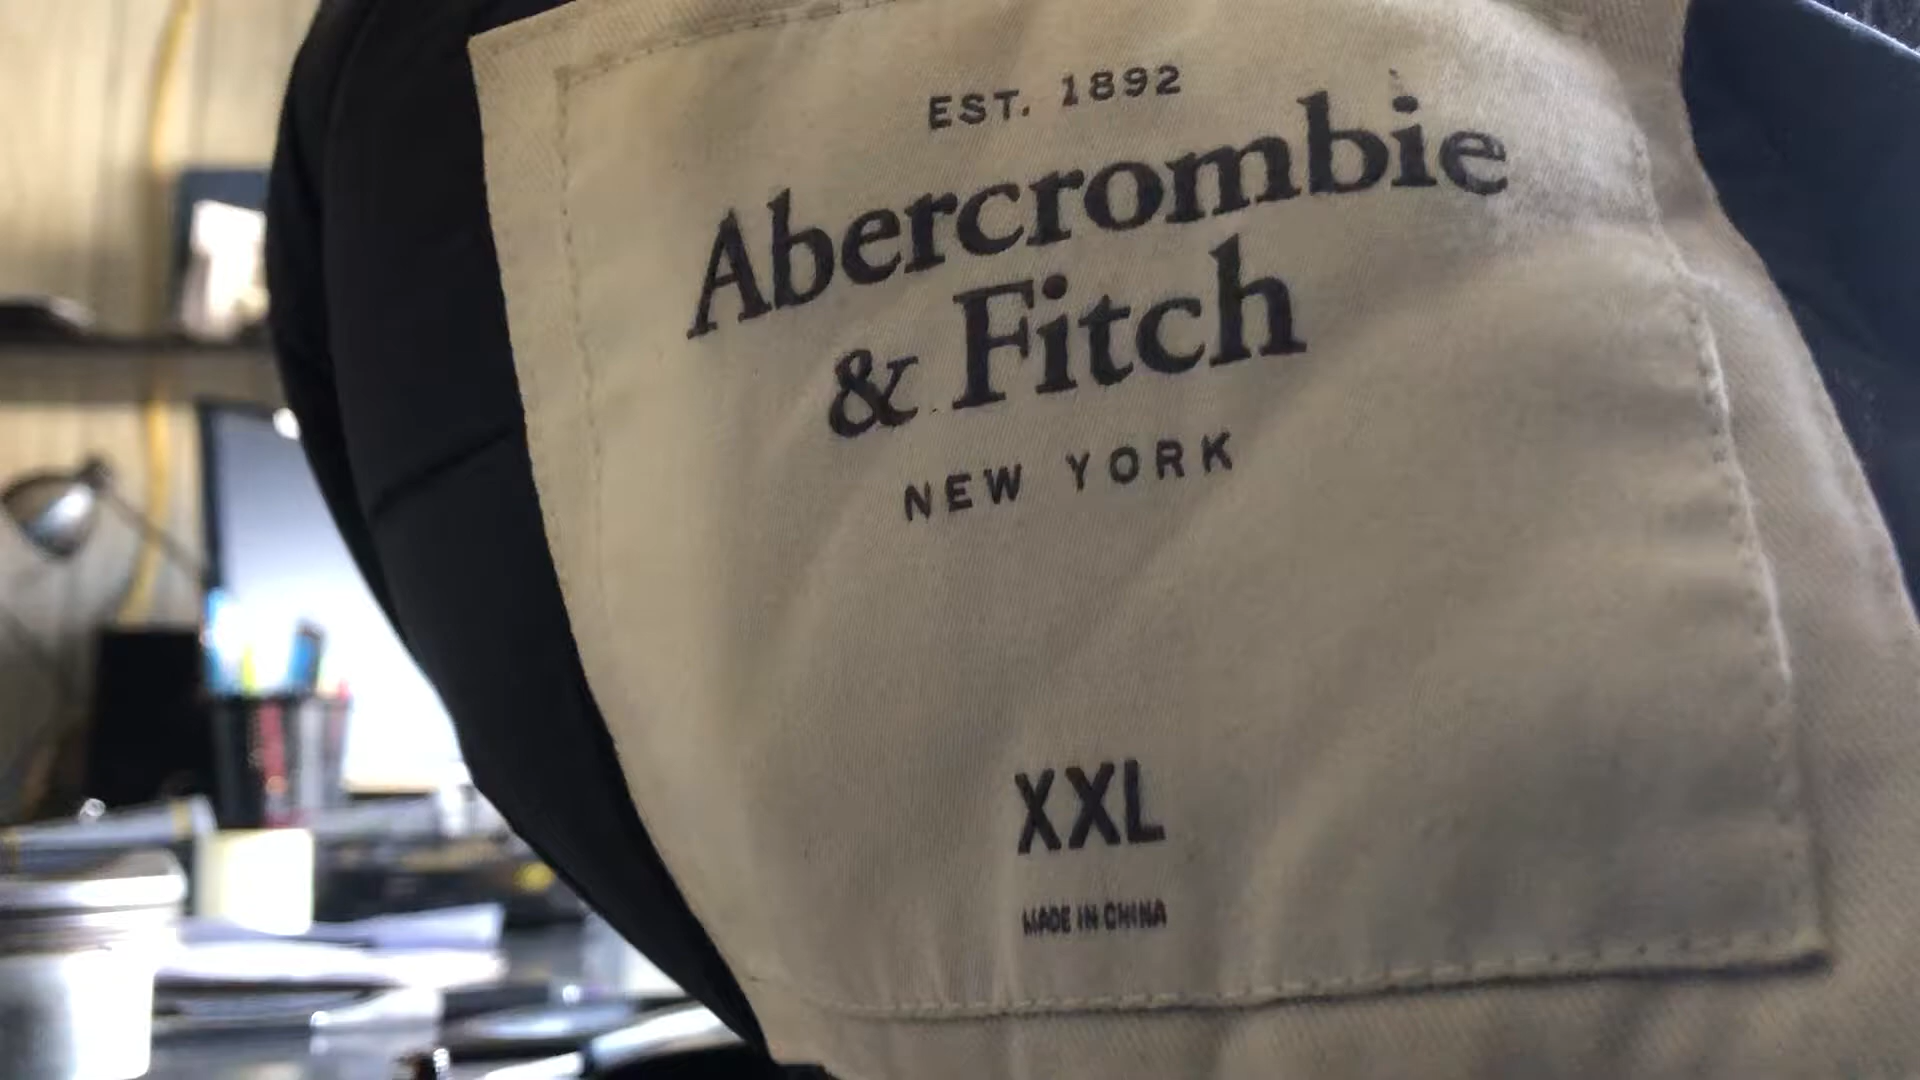 EST. 1892
Abercrombie
& Fitch
NEW YORK
XXL
MADE IN CHINA